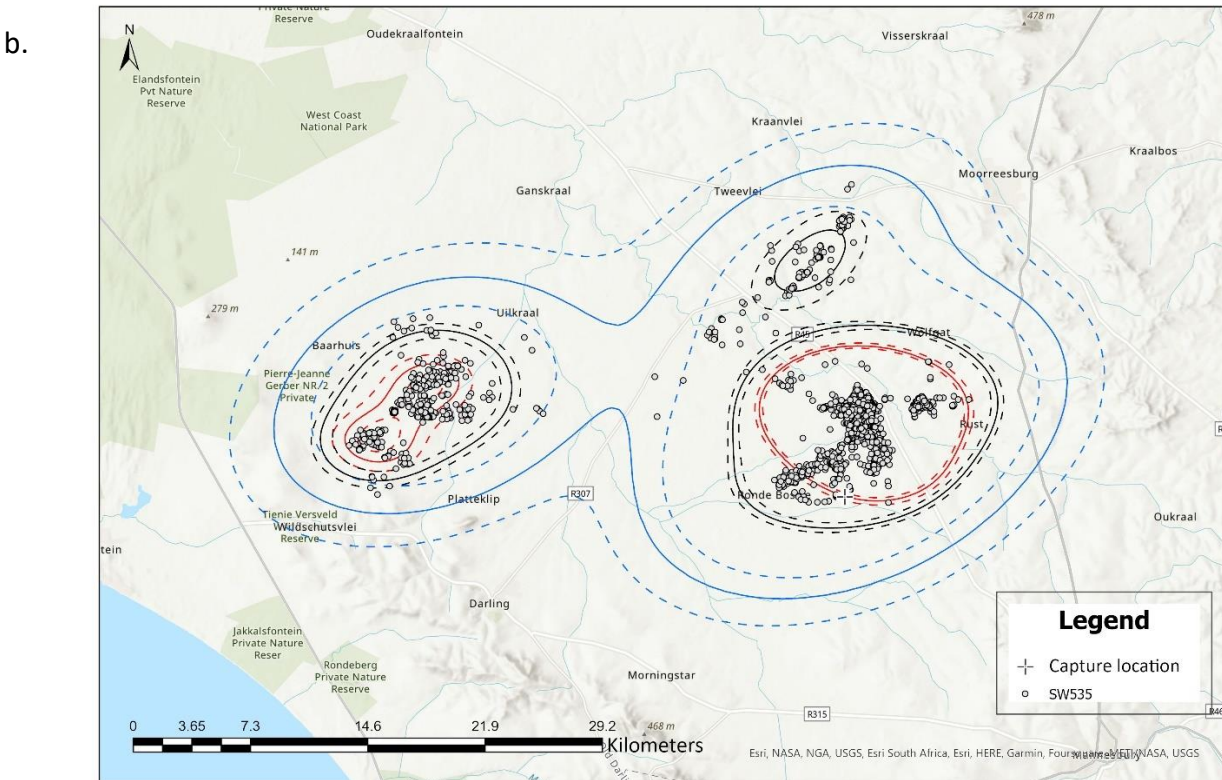 b.
N
Private Nature
Reserve
Oudekraalfontein
478 m
Visserskraal
Elandsfontein
Pvt Nature
Reserve
West Coast
National Park
Kraanvlei
Kraalbos
Moorreesburg
Ganskraal
Tweevlei
141 m
279 m
Uilkraal
Baarhuis
R45
Wolfgat
Pierre-Jeanne
Gerber NR. 2
Private
Rust
R
Platteklip
R307
Ronde Bosch
Tienie Versveld
Reserve
Wildschutsvlei
Oukraal
tein
Darling
Jakkalsfontein
Private Nature
Reser
Rondeberg
Private Nature
Reserve
Morningstar
Legend
Capture location
SW535
R315
R46
468 m
0 3.65 7.3 14.6 21.9 29.2
Kilometers
Esri, NASA, NGA, USGS, Esri South Africa, Esri, HERE, Garmin, Foursquare, METI/NASA, USGS